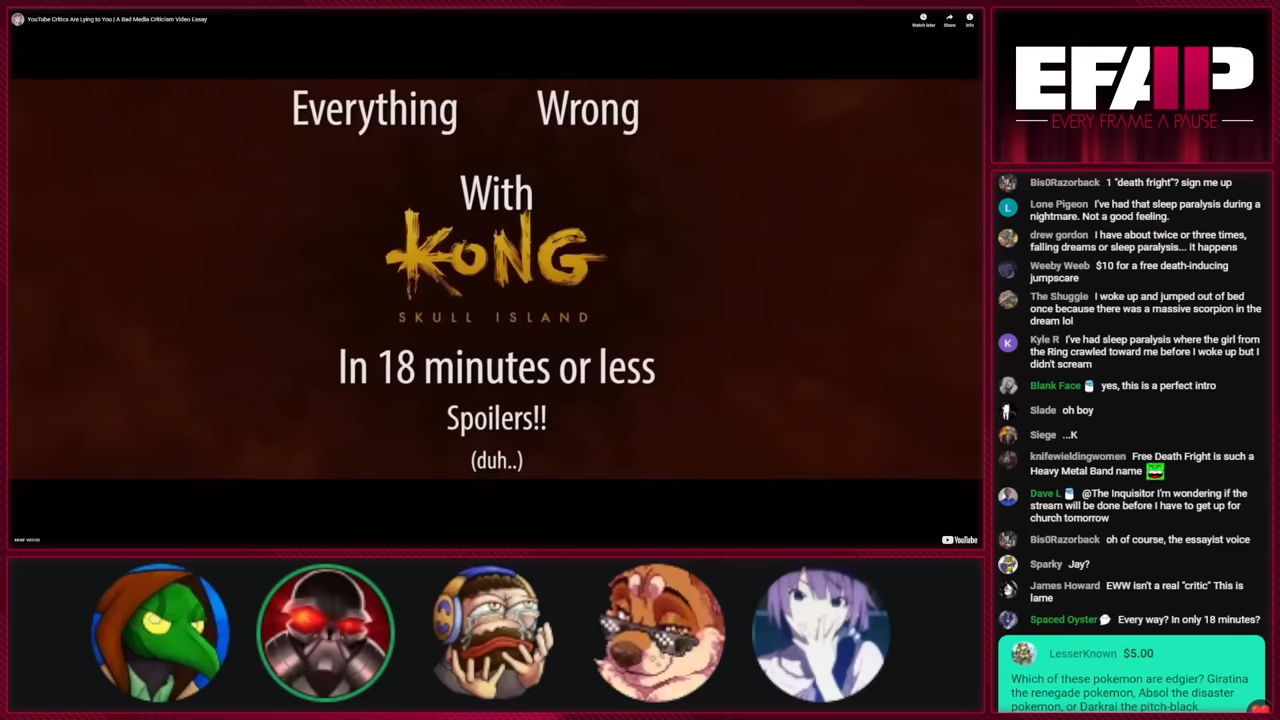 YouTube Critics Are Lying to You | A Bad Media Criticism Video Essay
Watch later
Share
Info
Everything Wrong
With
KONG
SKULL ISLAND
In 18 minutes or less
Spoilers!!
(duh..)
MORE VIDEOS
YouTube
EFAP
EVERY FRAME A PAUSE
Bis0Razorback 1 "death fright"? sign me up
L
Lone Pigeon I've had that sleep paralysis during a
nightmare. Not a good feeling.
drew gordon I have about twice or three times,
falling dreams or sleep paralysis... it happens
Weeby Weeb $10 for a free death-inducing
jumpscare
The Shuggie I woke up and jumped out of bed
once because there was a massive scorpion in the
dream lol
K
Kyle R I've had sleep paralysis where the girl from
the Ring crawled toward me before I woke up but I
didn't scream
Blank Face yes, this is a perfect intro
Slade oh boy
Siege ...K
knifewieldingwomen Free Death Fright is such a
Heavy Metal Band name
Dave L @The Inquisitor I'm wondering if the
stream will be done before I have to get up for
church tomorrow
Bis0Razorback oh of course, the essayist voice
Sparky Jay?
James Howard EWW isn't a real "critic" This is
lame
Spaced Oyster Every way? In only 18 minutes?
LesserKnown $5.00
Which of these pokemon are edgier? Giratina
the renegade pokemon, Absol the disaster
pokemon, or Darkrai the pitch-black